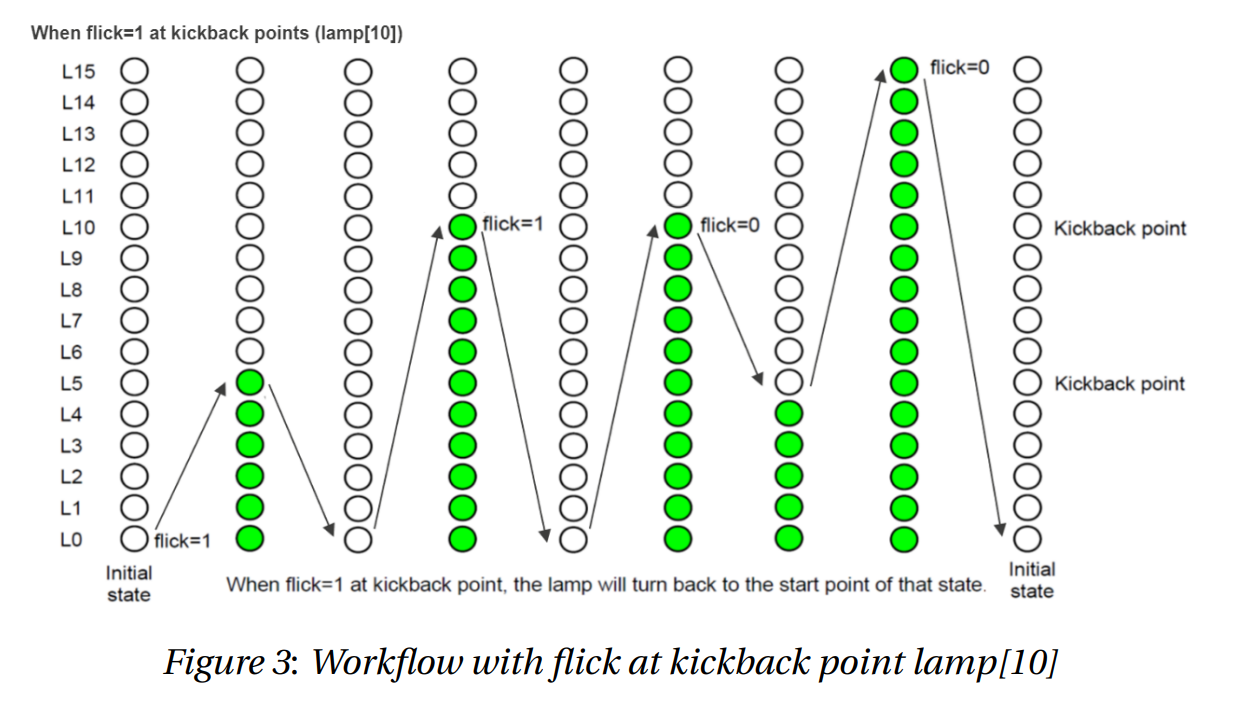 When flick=1 at kickback points (lamp[10])
L15 flick=0
L14
L13
L12
L11
L10 flick=1 flick=0 Kickback point
L9
L8
L7
L6
L5 Kickback point
L4
L3
L2
L1
L0 flick=1
Initial
state
When flick=1 at kickback point, the lamp will turn back to the start point of that state.
Initial
state
Figure 3: Workflow with flick at kickback point lamp[10]